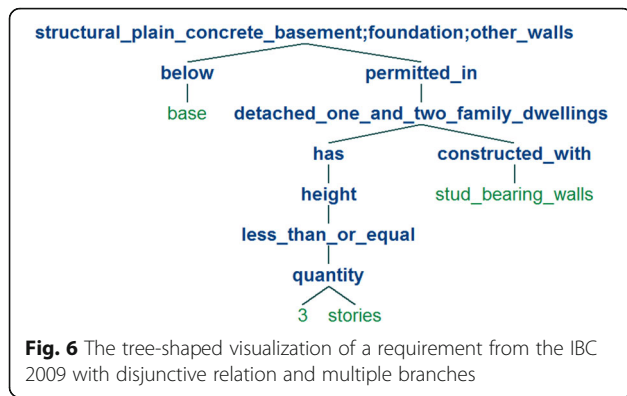 structural_plain_concrete_basement;foundation;other_walls
below permitted_in
base detached_one_and_two_family_dwellings
has constructed_with
height stud_bearing_walls
less_than_or_equal
quantity
3 stories
Fig. 6 The tree-shaped visualization of a requirement from the IBC
2009 with disjunctive relation and multiple branches